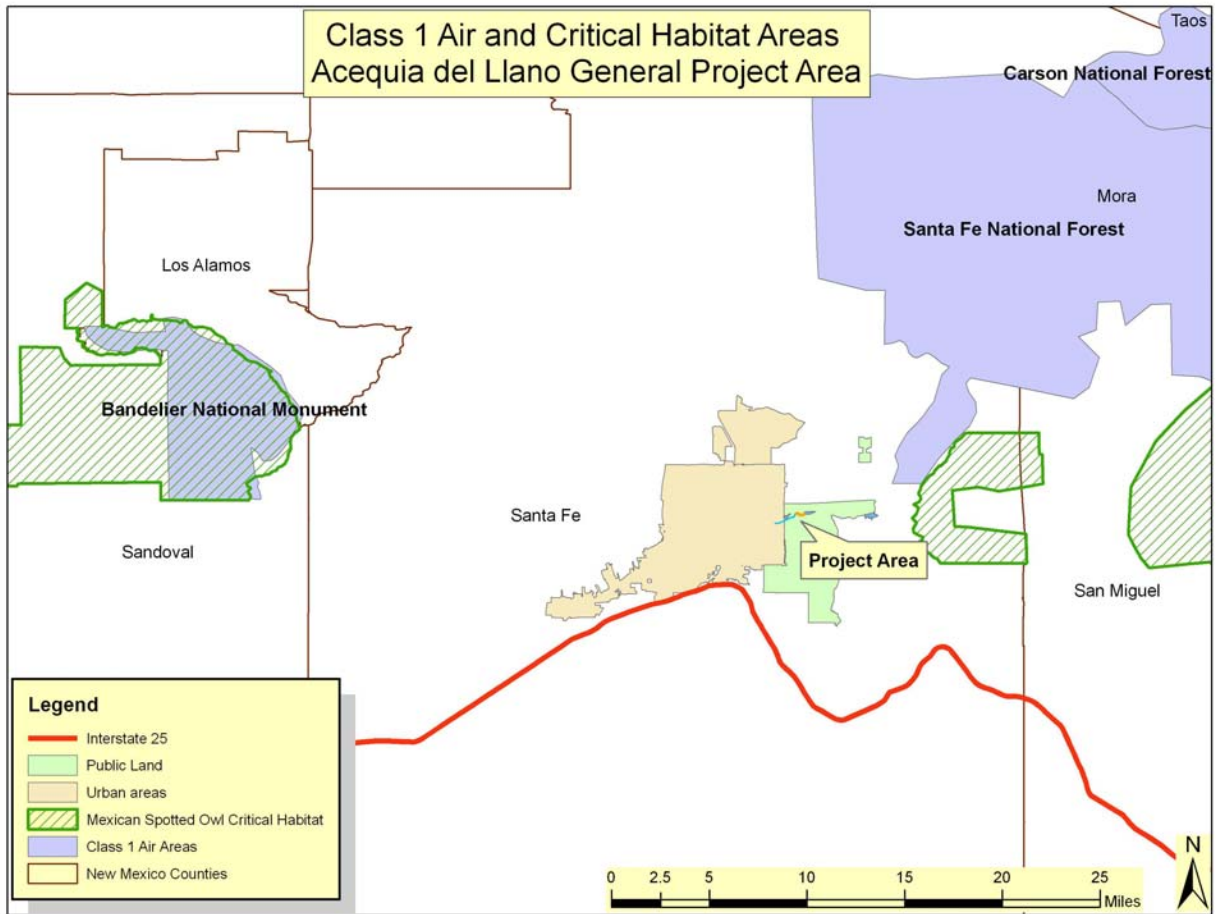 Class 1 Air and Critical Habitat Areas
Acequia del Llano General Project Area
Taos
Carson National Forest
Mora
Santa Fe National Forest
Los Alamos
Bandelier National Monument
Santa Fe
Sandoval
Project Area
San Miguel
Legend
Interstate 25
Public Land
Urban areas
Mexican Spotted Owl Critical Habitat
Class 1 Air Areas
New Mexico Counties
0 2.5 5 10 15 20 25
Miles
N